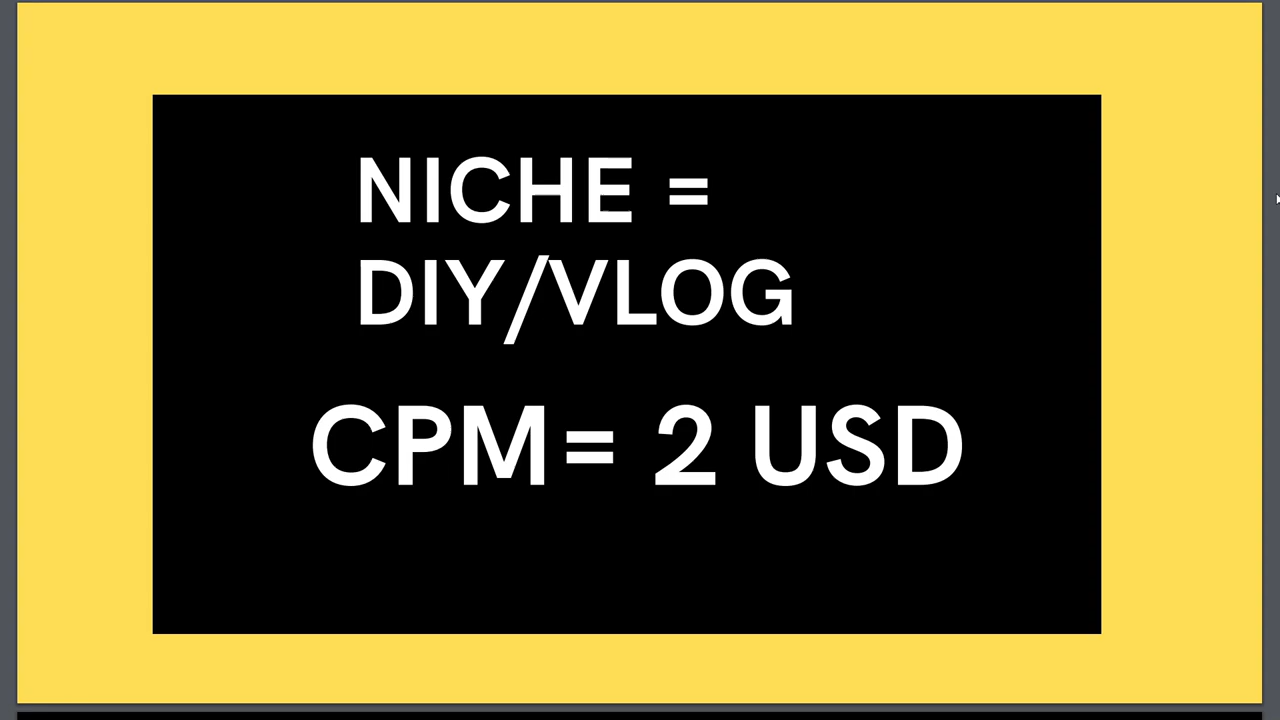 NICHE =
DIY/VLOG
CPM= 2 USD